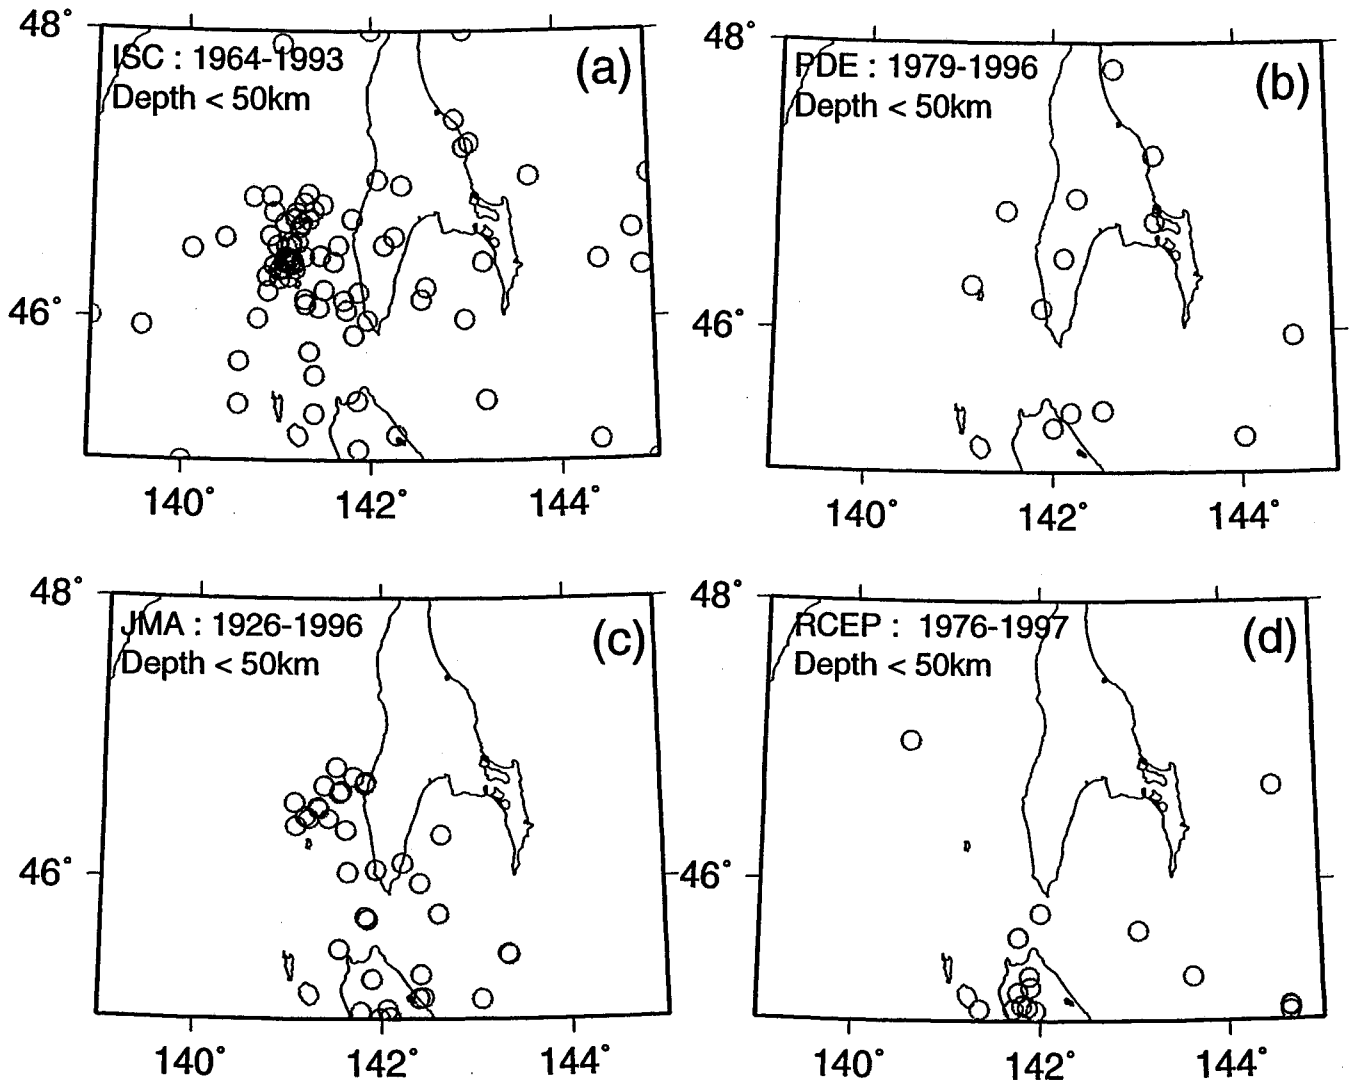 48°
ISC : 1964-1993
(a)
Depth < 50km
46°
140°
142°
144°
48°
PDE : 1979-1996
(b)
Depth < 50km
46°
140°
142°
144°
48°
JMA : 1926-1996
(c)
Depth < 50km
46°
140°
142°
144°
48°
RCEP : 1976-1997
(d)
Depth < 50km
46°
140°
142°
144°